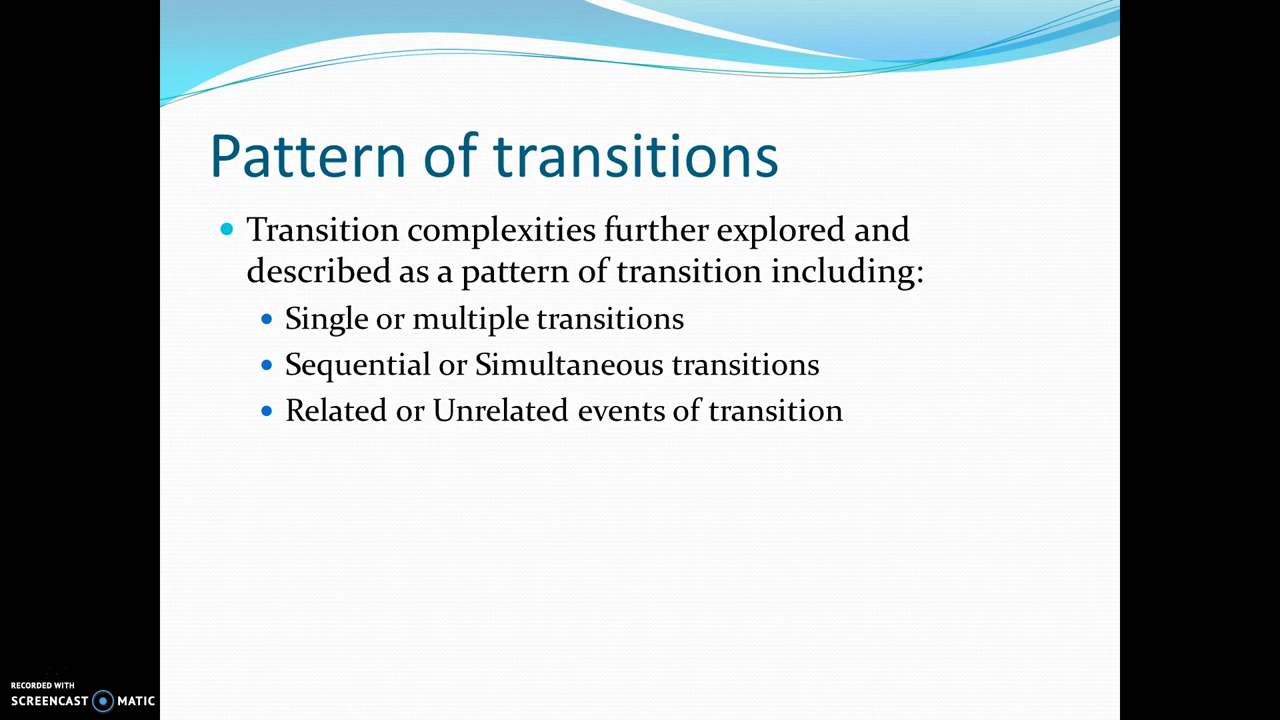 Pattern of transitions
Transition complexities further explored and
described as a pattern of transition including:
Single or multiple transitions
Sequential or Simultaneous transitions
Related or Unrelated events of transition
RECORDED WITH
SCREENCAST MATIC